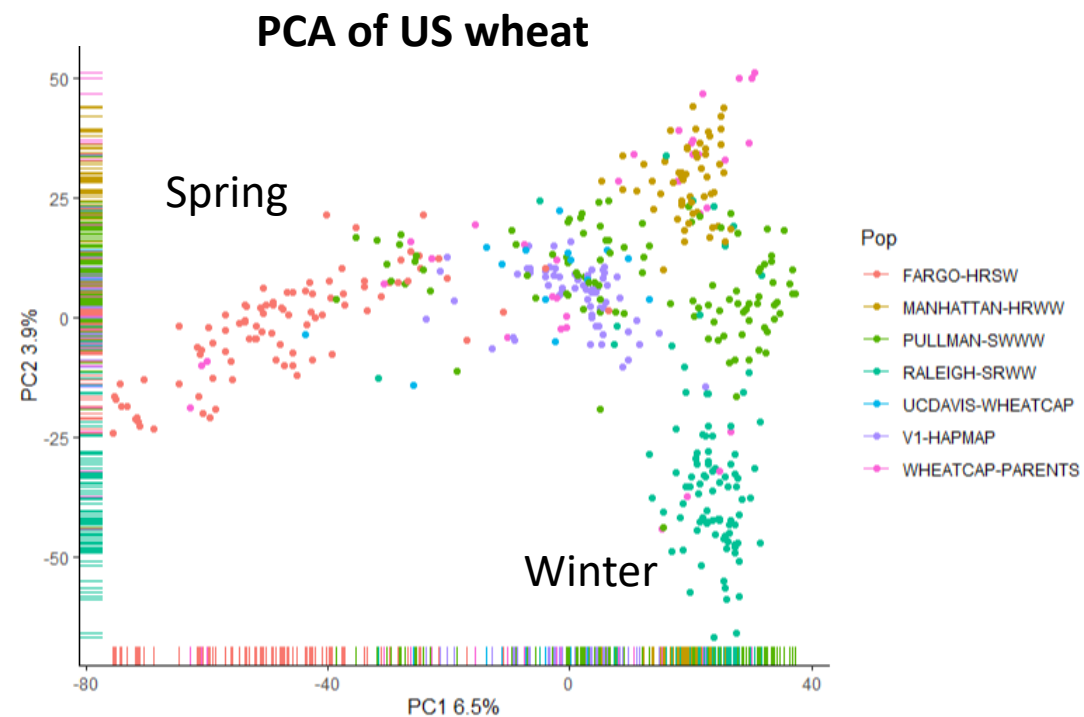 PCA of US wheat
50
25
0
-25
-50
PC2 3.9%
Spring
Winter
-80
-40
0
40
PC1 6.5%
Pop
FARGO-HRSW
MANHATTAN-HRWW
PULLMAN-SWWW
RALEIGH-SRWW
UCDAVIS-WHEATCAP
V1-HAPMAP
WHEATCAP-PARENTS